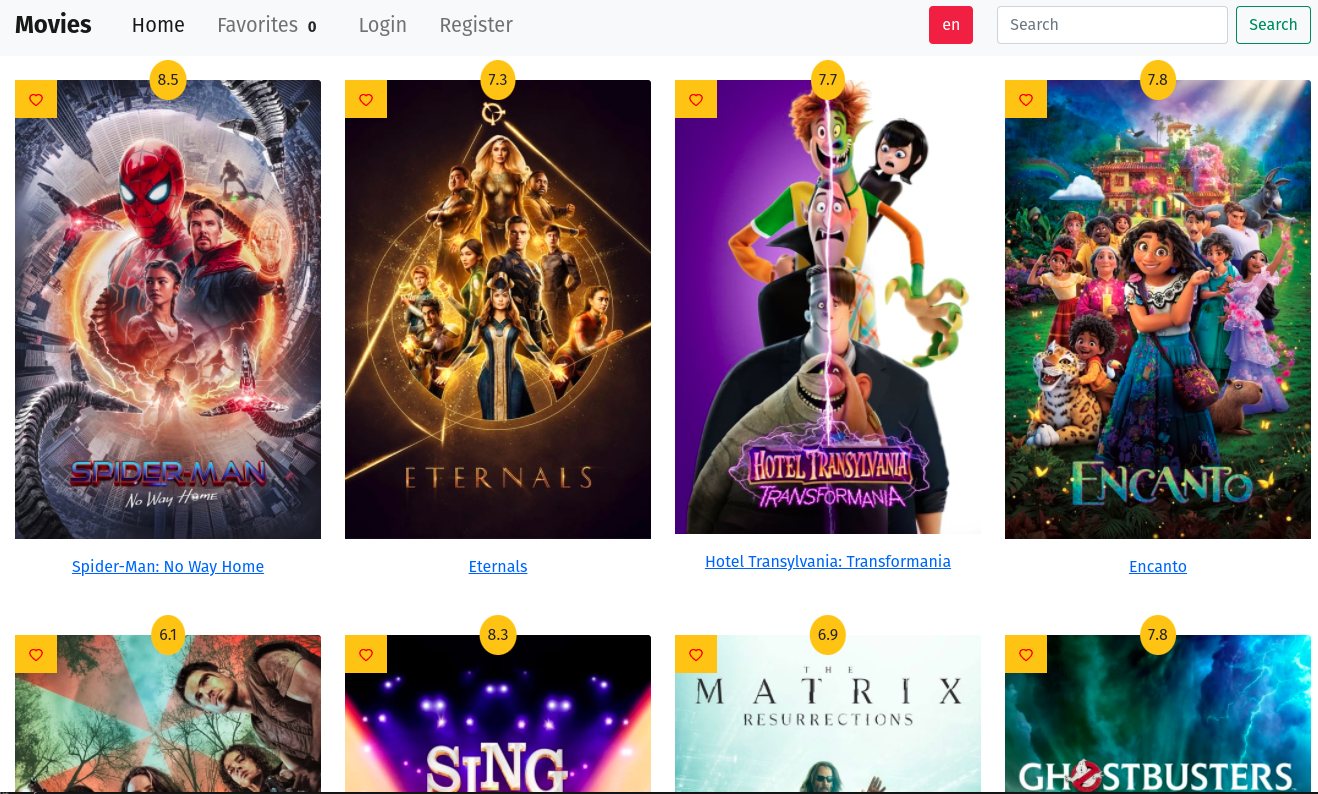 Movies Home Favorites 0 Login Register en Search Search
8.5 7.3 7.7 7.8
SPIDER-MAN
No Way Home
ETERNALS
HOTEL TRANSYLVANIA
TRANSFORMANIA
ENCANTO
Spider-Man: No Way Home Eternals Hotel Transylvania: Transformania Encanto
6.1 8.3 6.9 7.8
SING
THE
MATRIX
RESURRECTIONS
GHOSTBUSTERS